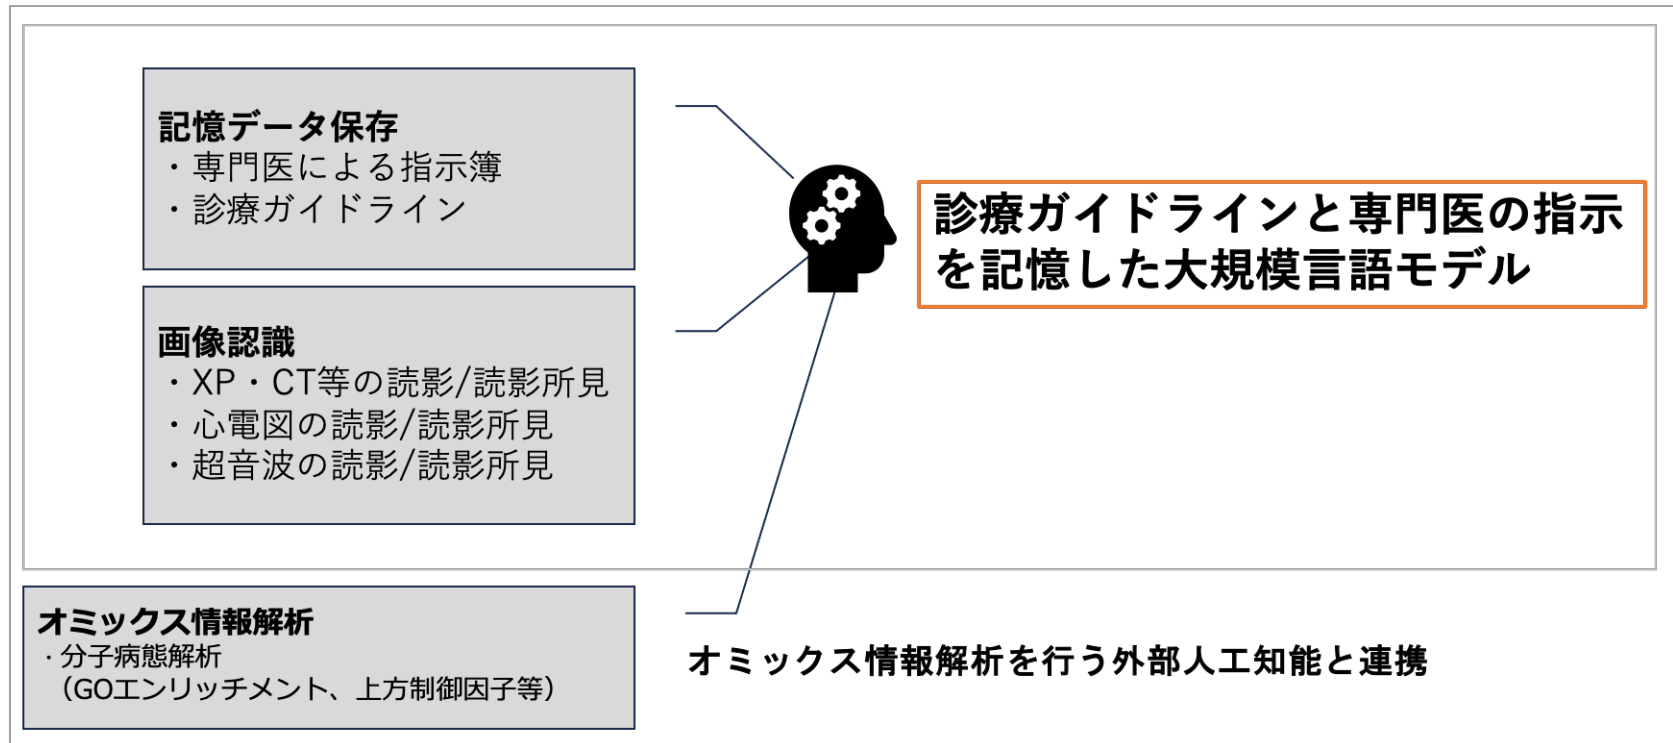 記憶データ保存
・専門医による指示簿
・診療ガイドライン
診療ガイドラインと専門医の指示
を記憶した大規模言語モデル
画像認識
・XP・CT等の読影/読影所見
・心電図の読影/読影所見
・超音波の読影/読影所見
オミックス情報解析
・分子病態解析
（GOエンリッチメント、上方制御因子等）
オミックス情報解析を行う外部人工知能と連携